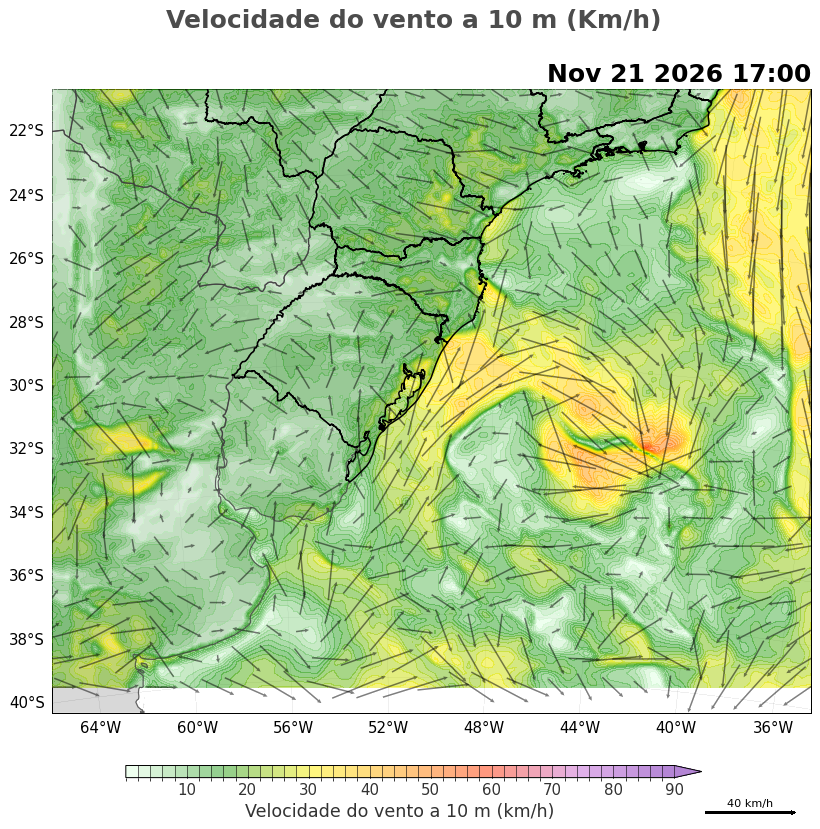 Velocidade do vento a 10 m (Km/h)
Nov 21 2026 17:00
22°S
24°S
26°S
28°S
30°S
32°S
34°S
36°S
38°S
40°S
64°W 60°W 56°W 52°W 48°W 44°W 40°W 36°W
10 20 30 40 50 60 70 80 90
Velocidade do vento a 10 m (km/h)
40 km/h